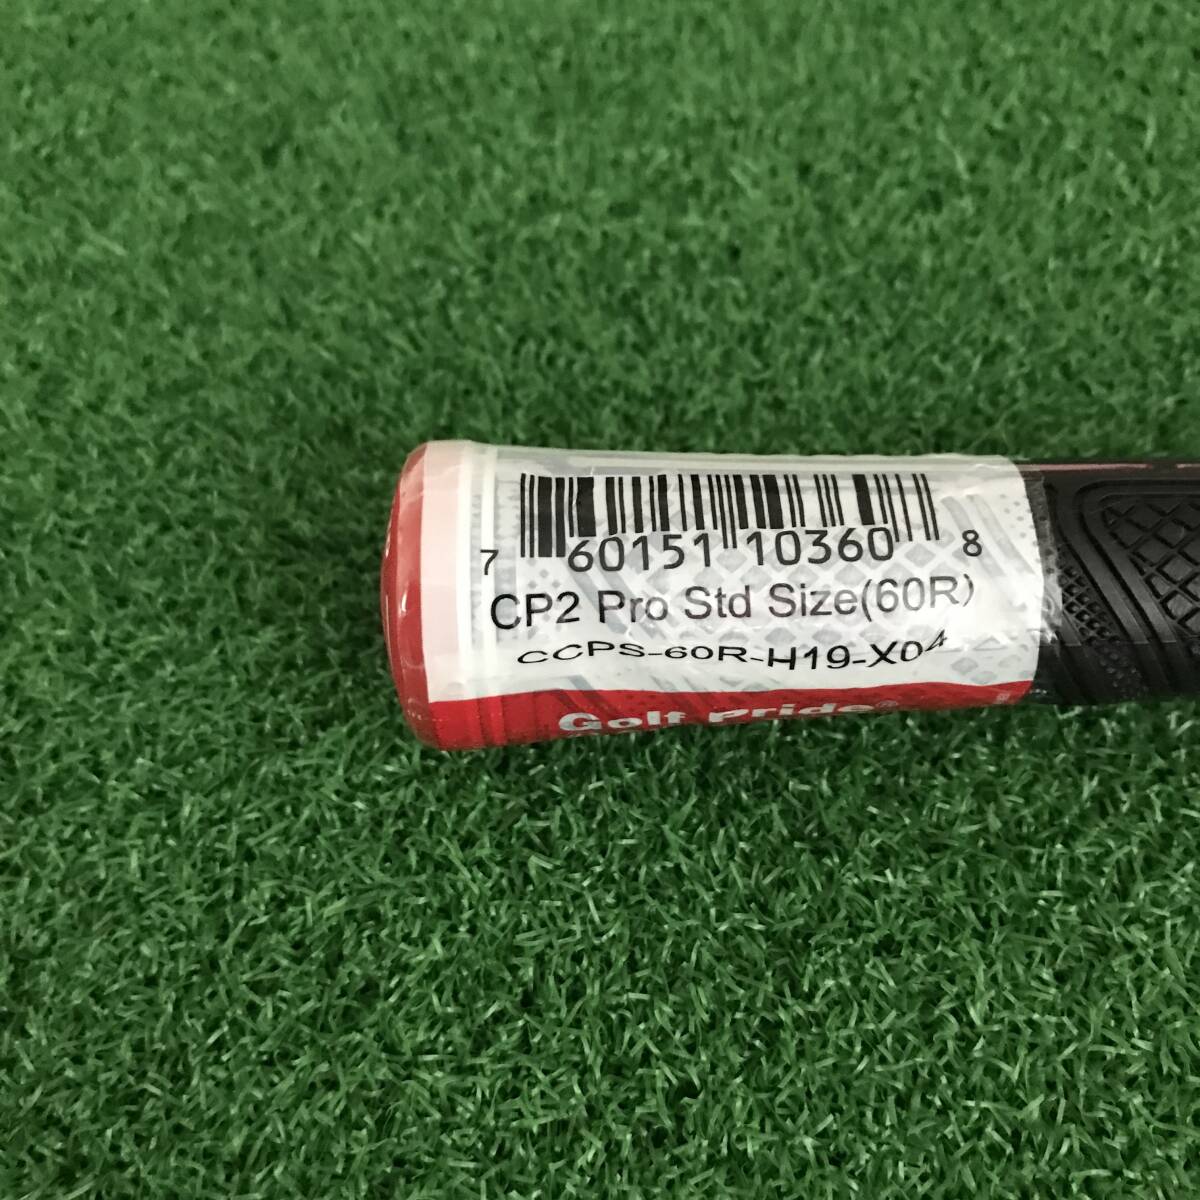 7 60151 10360 8
CP2 Pro Std Size(60R)
CCPS-60R-H19-X04
Golf Pride®